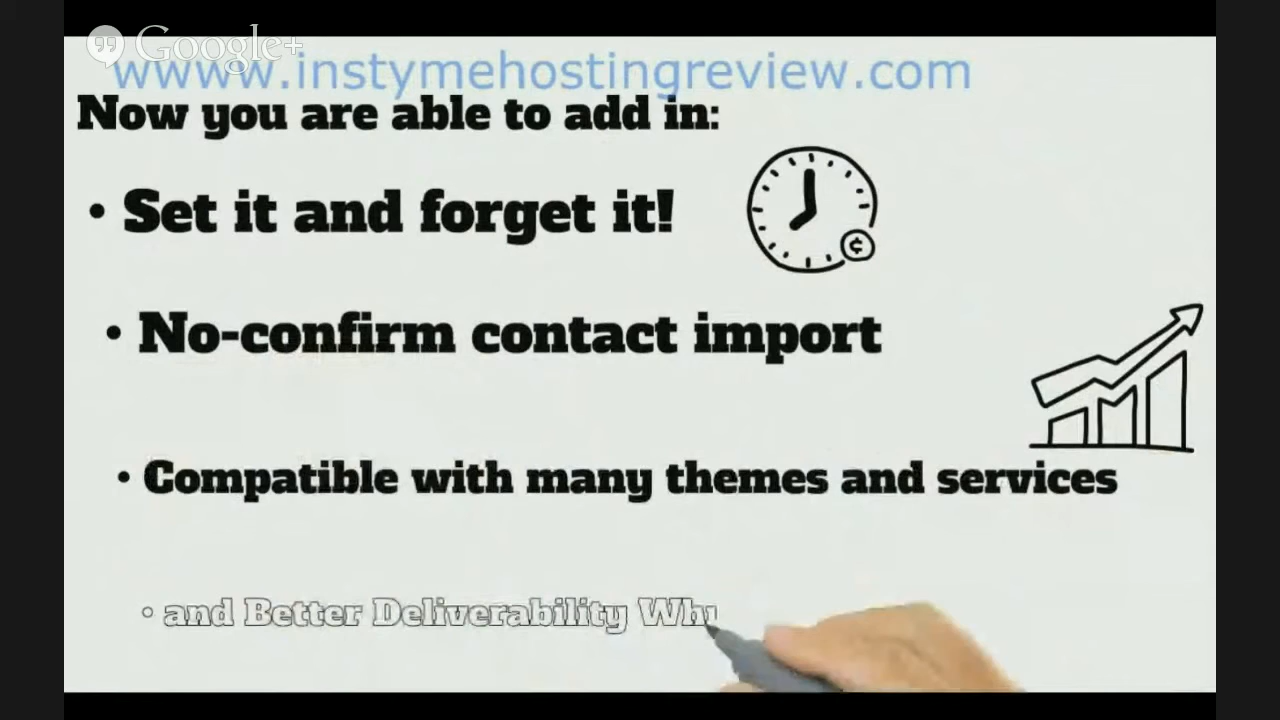 Google+
wwww.instymehostingreview.com
Now you are able to add in:
• Set it and forget it!
¢
• No-confirm contact import
• Compatible with many themes and services
• and Better Deliverability